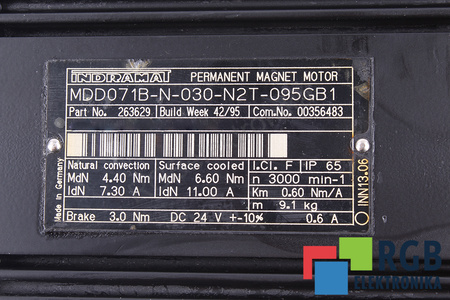 INDRAMAT PERMANENT MAGNET MOTOR
MDD071B-N-030-N2T-095GB1
Part No. 263629 Build Week 42/95 Com.No. 00356483
Natural convection Surface cooled I.Cl. F IP 65
MdN 4.40 Nm MdN 6.60 Nm n 3000 min-1
IdN 7.30 A IdN 11.00 A Km 0.60 Nm/A
m 9.1 kg
Brake 3.0 Nm DC 24 V +-10% 0.6 A
Made in Germany
INN13.06
RGB
ELEKTRONIKA